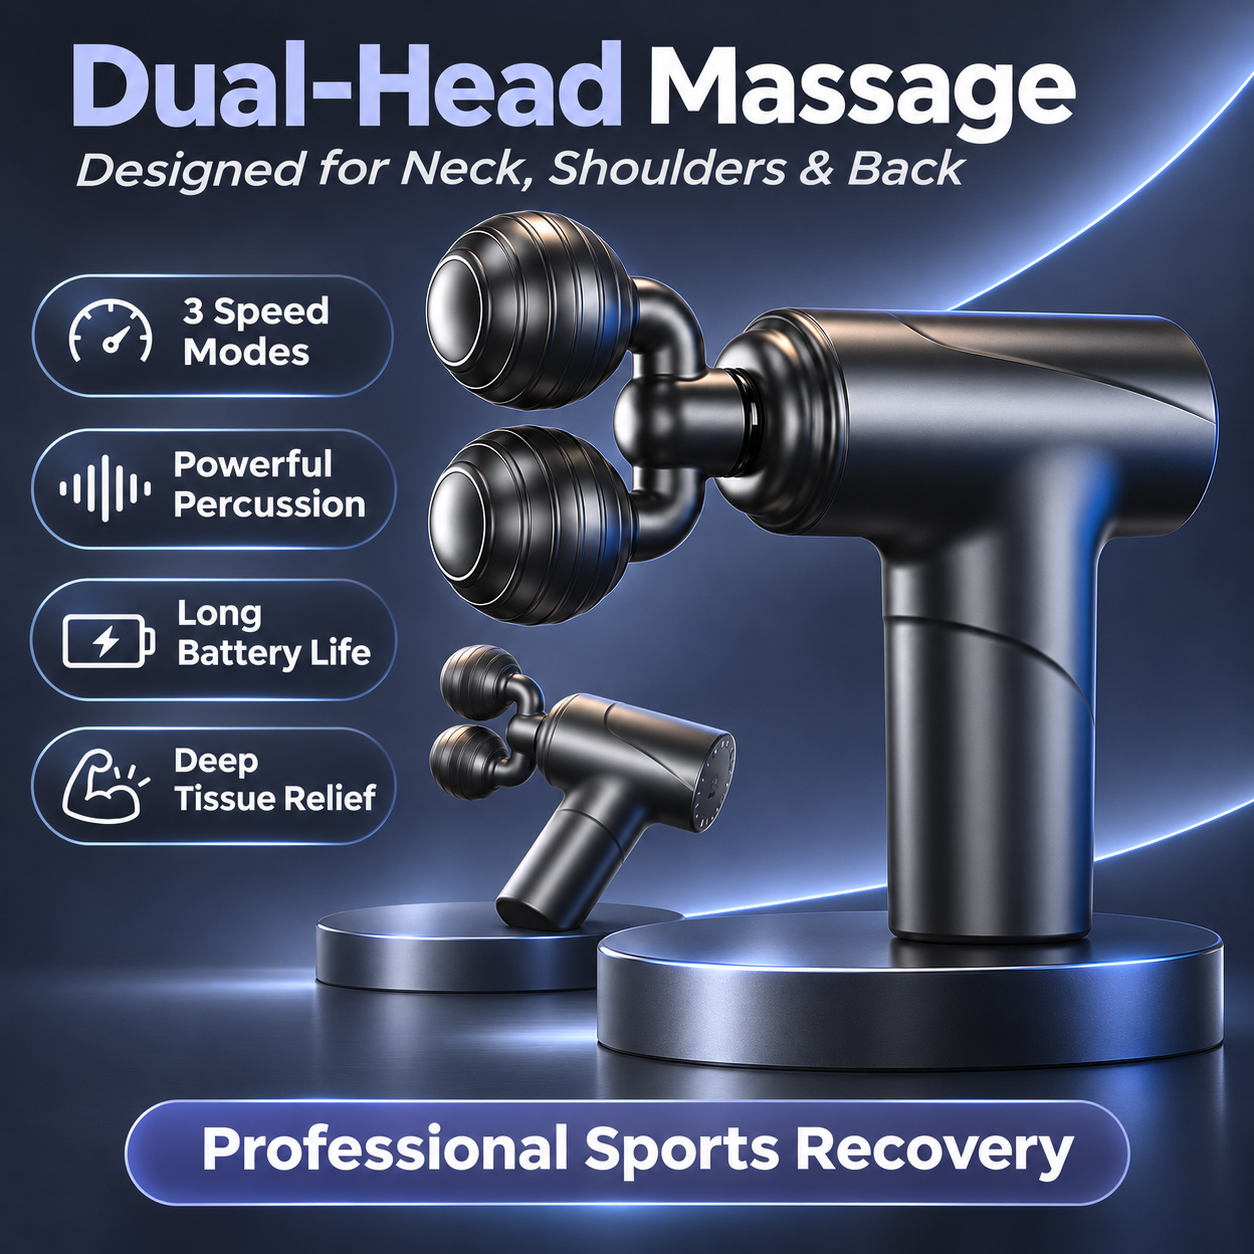 Dual-Head Massage
Designed for Neck, Shoulders & Back
3 Speed
Modes
Powerful
Percussion
Long
Battery Life
Deep
Tissue Relief
Professional Sports Recovery